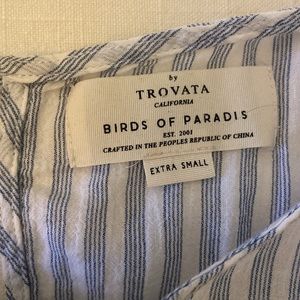 by
TROVATA
CALIFORNIA
BIRDS OF PARADIS
EST. 2001
CRAFTED IN THE PEOPLES REPUBLIC OF CHINA
EXTRA SMALL